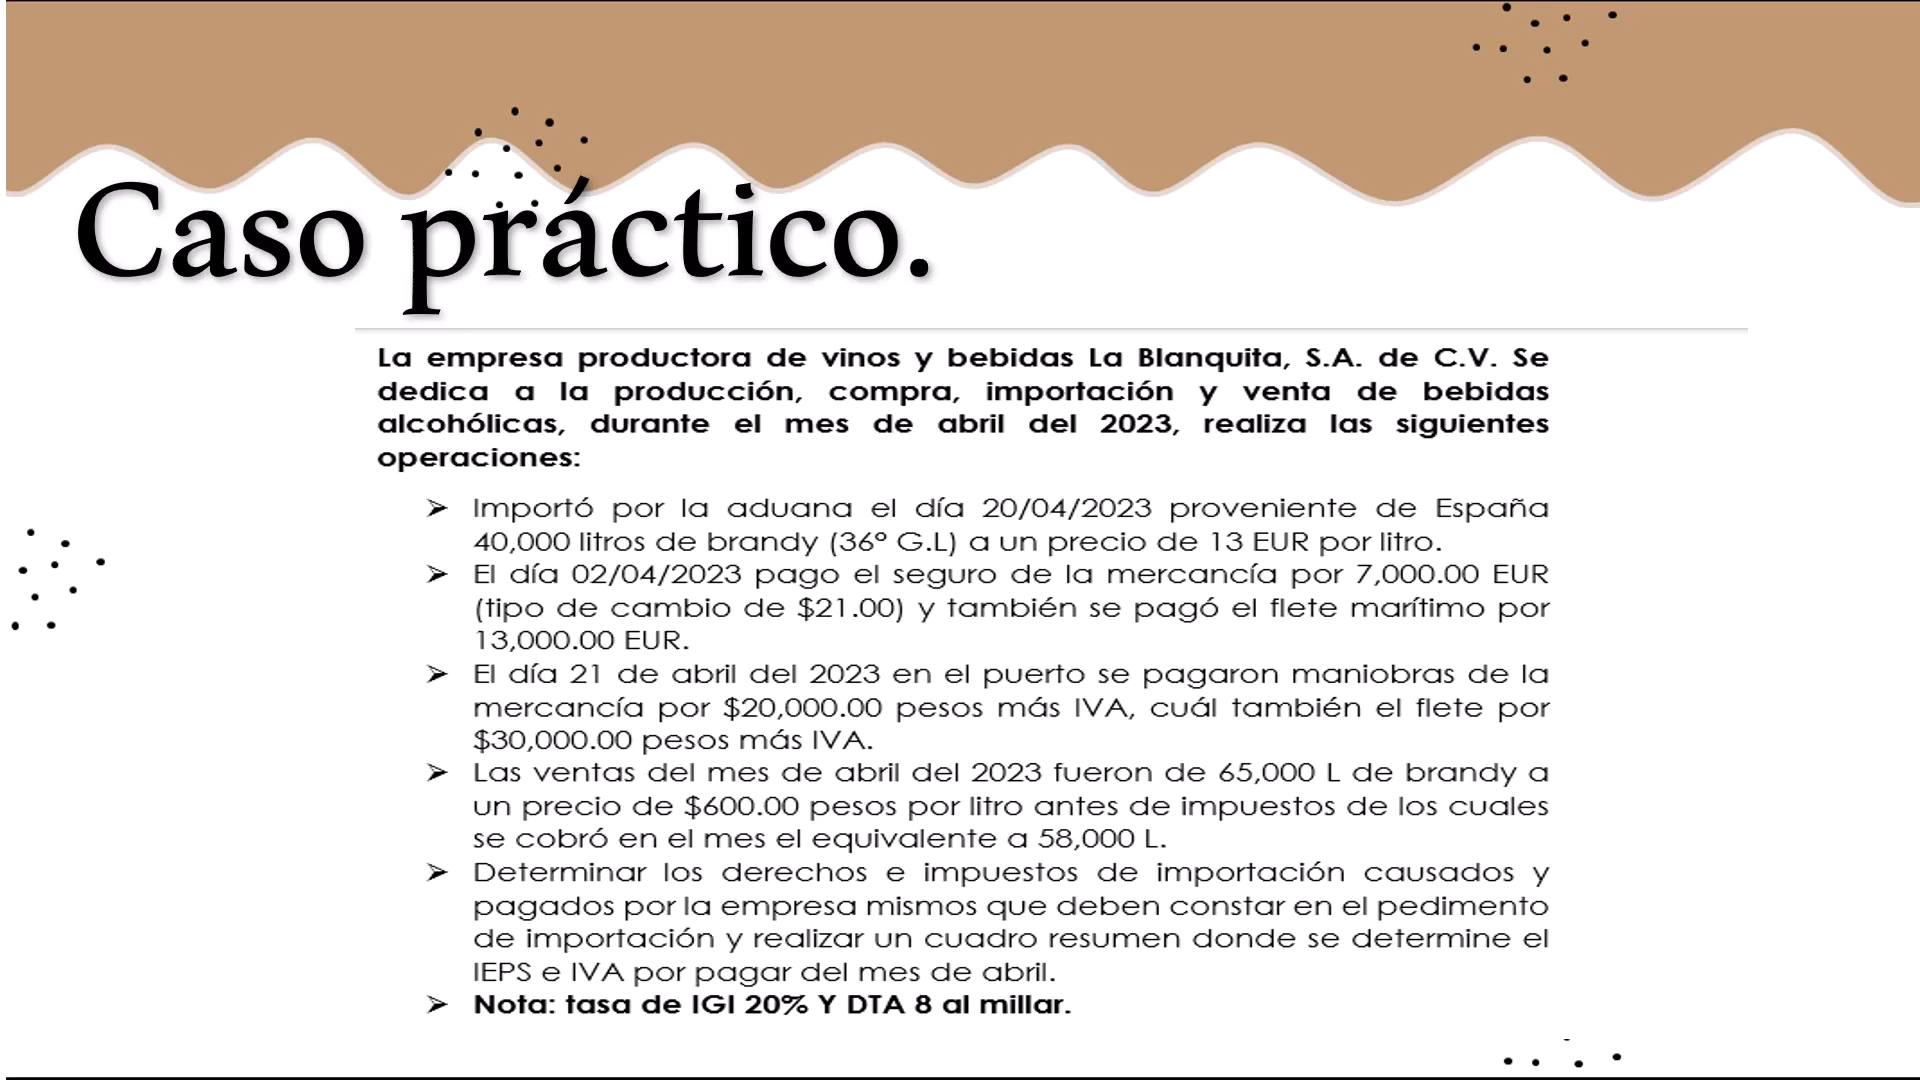 Caso práctico.
La empresa productora de vinos y bebidas La Blanquita, S.A. de C.V. Se
dedica a la producción, compra, importación y venta de bebidas
alcohólicas, durante el mes de abril del 2023, realiza las siguientes
operaciones:
➢ Importó por la aduana el día 20/04/2023 proveniente de España
40,000 litros de brandy (36° G.L) a un precio de 13 EUR por litro.
➢ El día 02/04/2023 pago el seguro de la mercancía por 7,000.00 EUR
(tipo de cambio de $21.00) y también se pagó el flete marítimo por
13,000.00 EUR.
➢ El día 21 de abril del 2023 en el puerto se pagaron maniobras de la
mercancía por $20,000.00 pesos más IVA, cuál también el flete por
$30,000.00 pesos más IVA.
➢ Las ventas del mes de abril del 2023 fueron de 65,000 L de brandy a
un precio de $600.00 pesos por litro antes de impuestos de los cuales
se cobró en el mes el equivalente a 58,000 L.
➢ Determinar los derechos e impuestos de importación causados y
pagados por la empresa mismos que deben constar en el pedimento
de importación y realizar un cuadro resumen donde se determine el
IEPS e IVA por pagar del mes de abril.
➢ Nota: tasa de IGI 20% Y DTA 8 al millar.